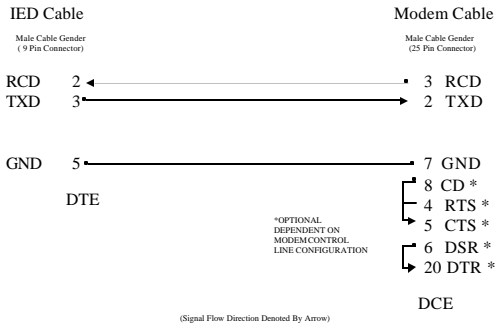 IED Cable Modem Cable
Male Cable Gender Male Cable Gender
( 9 Pin Connector) (25 Pin Connector)
RCD 2 3 RCD
TXD 3 2 TXD
GND 5 7 GND
8 CD *
DTE 4 RTS *
5 CTS *
*OPTIONAL
DEPENDENT ON
MODEM CONTROL
LINE CONFIGURATION
6 DSR *
20 DTR *
DCE
(Signal Flow Direction Denoted By Arrow)